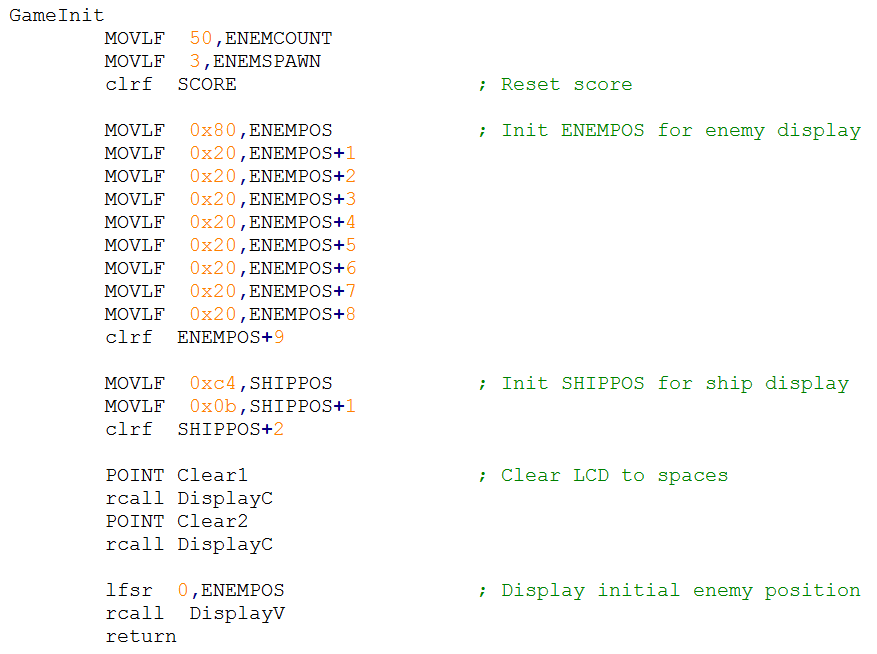 GameInit
MOVLF 50,ENEMCOUNT
MOVLF 3,ENEMSPAWN
clrf SCORE ; Reset score
MOVLF 0x80,ENEMPOS ; Init ENEMPOS for enemy display
MOVLF 0x20,ENEMPOS+1
MOVLF 0x20,ENEMPOS+2
MOVLF 0x20,ENEMPOS+3
MOVLF 0x20,ENEMPOS+4
MOVLF 0x20,ENEMPOS+5
MOVLF 0x20,ENEMPOS+6
MOVLF 0x20,ENEMPOS+7
MOVLF 0x20,ENEMPOS+8
clrf ENEMPOS+9
MOVLF 0xc4,SHIPPOS ; Init SHIPPOS for ship display
MOVLF 0x0b,SHIPPOS+1
clrf SHIPPOS+2
POINT Clear1 ; Clear LCD to spaces
rcall DisplayC
POINT Clear2
rcall DisplayC
lfsr 0,ENEMPOS ; Display initial enemy position
rcall DisplayV
return